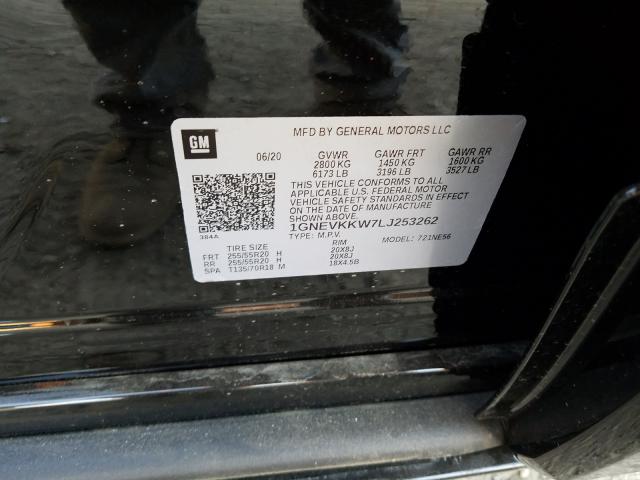 GM
MFD BY GENERAL MOTORS LLC
06/20 GVWR GAWR FRT GAWR RR
2800 KG 1450 KG 1600 KG
6173 LB 3196 LB 3527 LB
THIS VEHICLE CONFORMS TO ALL
APPLICABLE U.S. FEDERAL MOTOR
VEHICLE SAFETY STANDARDS IN EFFECT
ON THE DATE OF MANUFACTURE
SHOWN ABOVE.
1GNEVKKW7LJ253262
384A
TYPE: M.P.V. MODEL: 721NE56
TIRE SIZE RIM
FRT 255/55R20 H 20X8J
RR 255/55R20 H 20X8J
SPA T135/70R18 M 18X4.5B